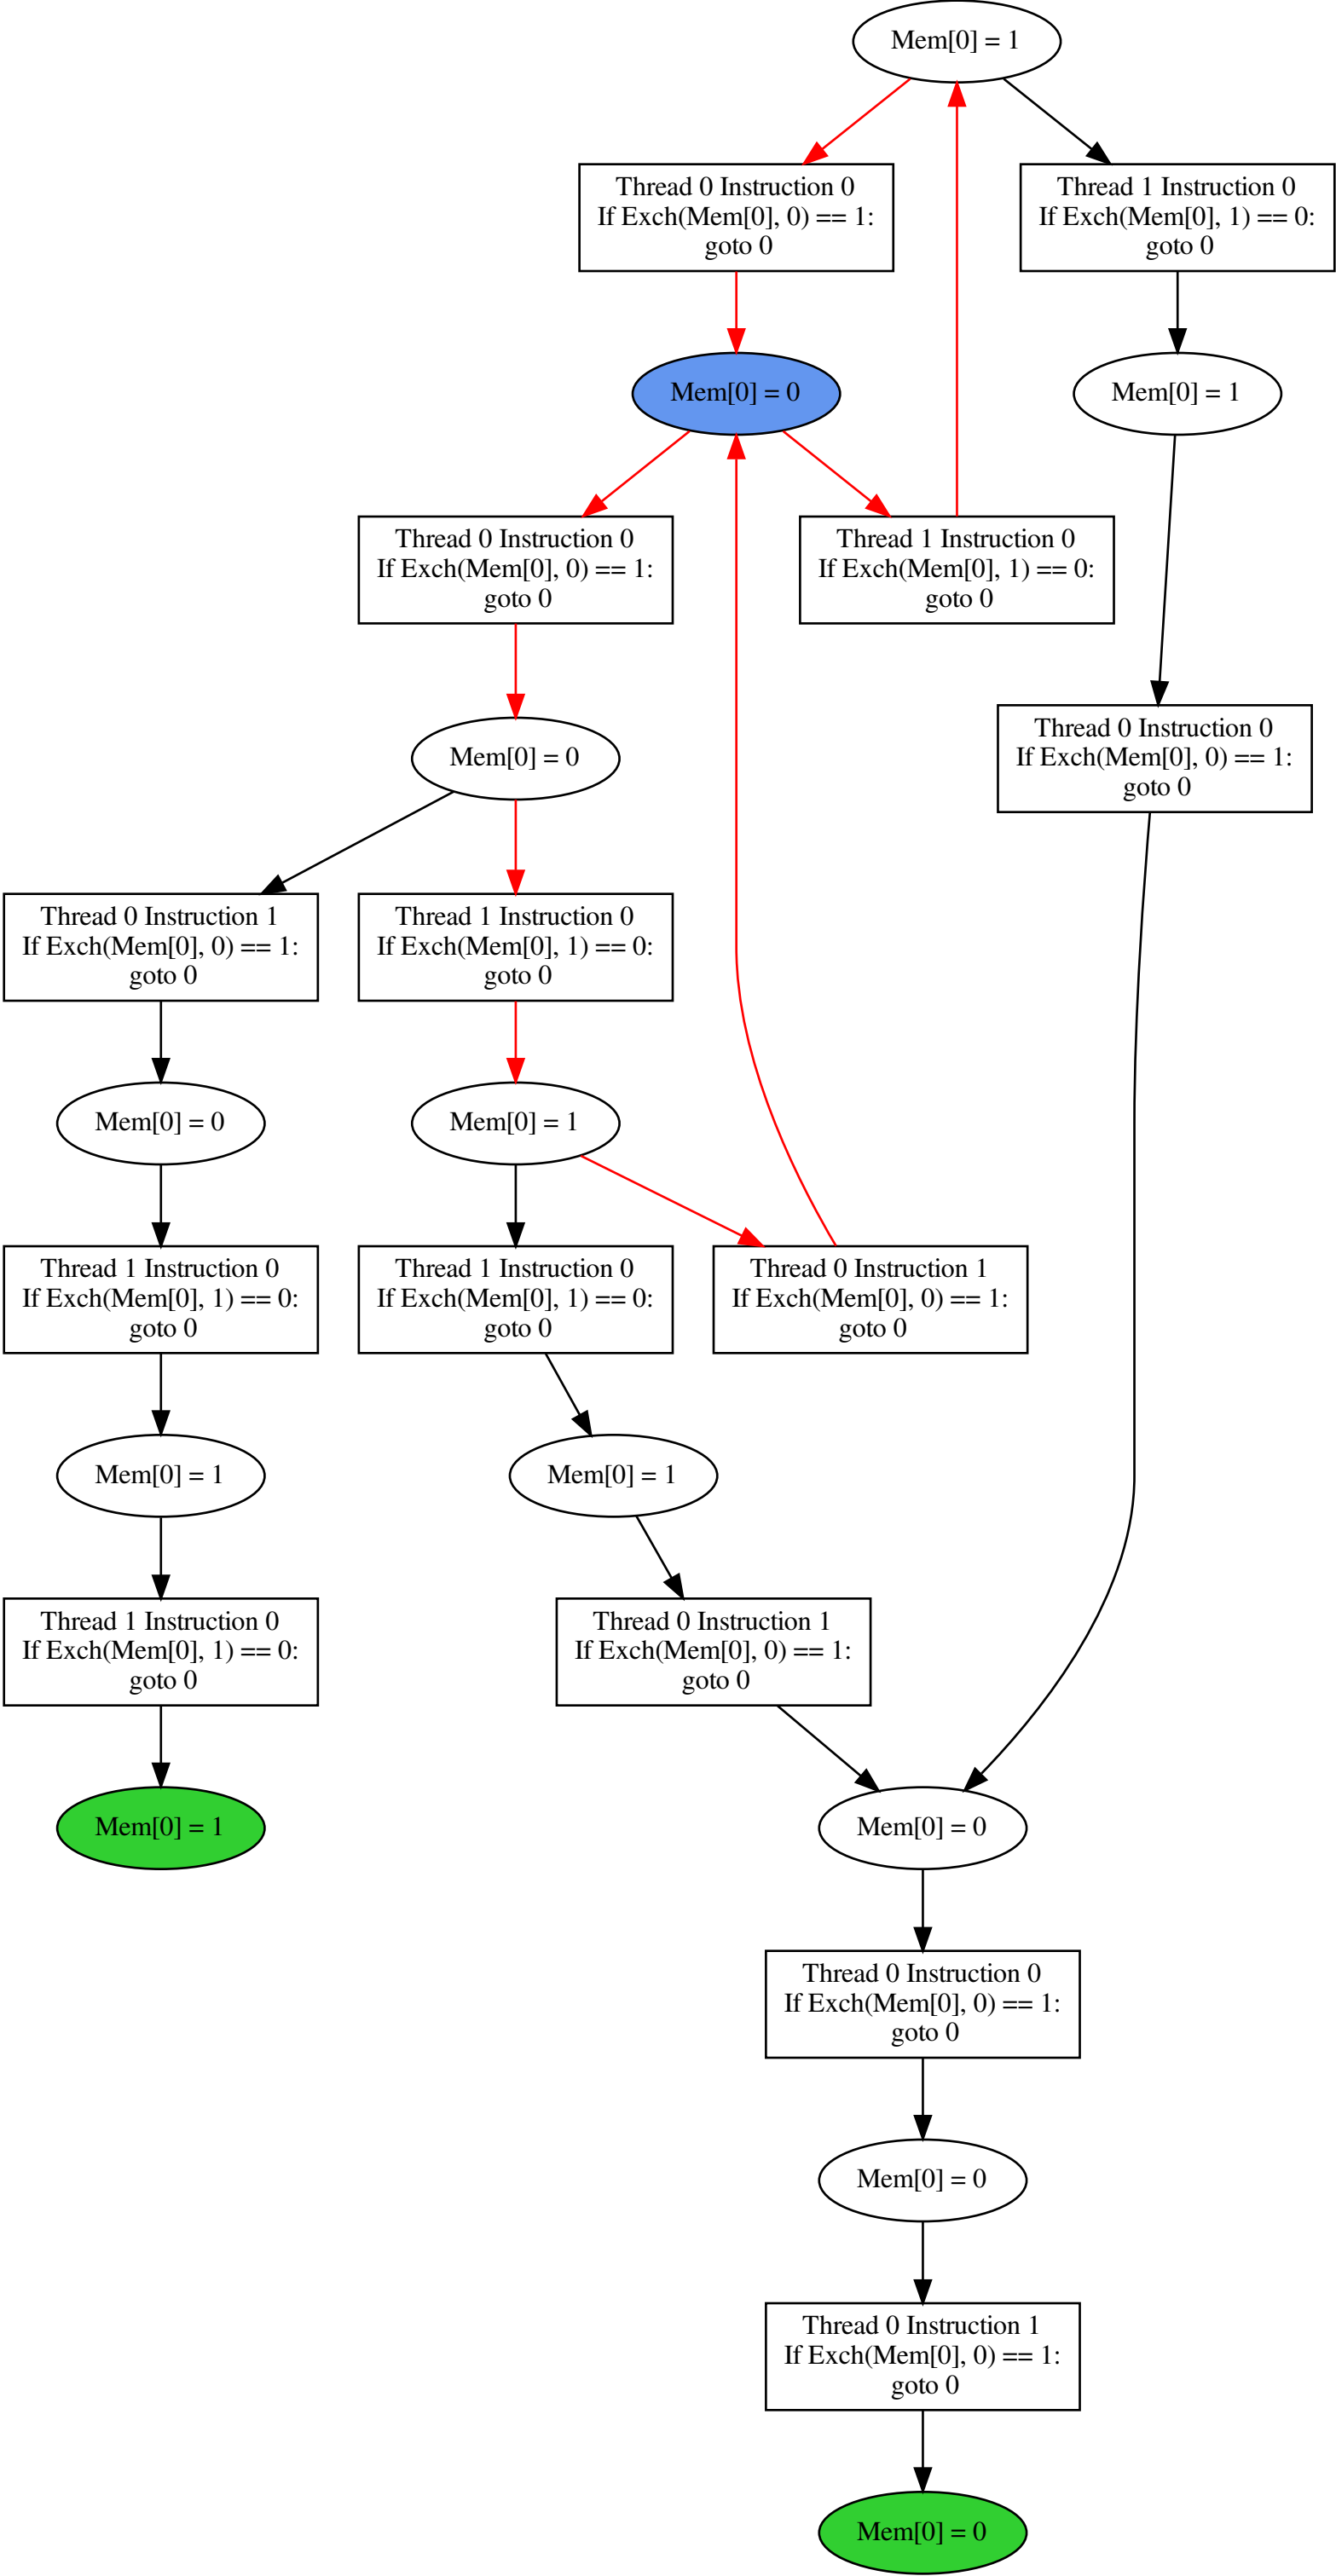 Mem[0] = 1
Thread 0 Instruction 0
If Exch(Mem[0], 0) == 1:
goto 0
Thread 1 Instruction 0
If Exch(Mem[0], 1) == 0:
goto 0
Mem[0] = 0
Mem[0] = 1
Thread 0 Instruction 0
If Exch(Mem[0], 0) == 1:
goto 0
Thread 1 Instruction 0
If Exch(Mem[0], 1) == 0:
goto 0
Thread 0 Instruction 0
If Exch(Mem[0], 0) == 1:
goto 0
Mem[0] = 0
Thread 0 Instruction 1
If Exch(Mem[0], 0) == 1:
goto 0
Thread 1 Instruction 0
If Exch(Mem[0], 1) == 0:
goto 0
Mem[0] = 0
Mem[0] = 1
Thread 1 Instruction 0
If Exch(Mem[0], 1) == 0:
goto 0
Thread 1 Instruction 0
If Exch(Mem[0], 1) == 0:
goto 0
Thread 0 Instruction 1
If Exch(Mem[0], 0) == 1:
goto 0
Mem[0] = 1
Mem[0] = 1
Thread 1 Instruction 0
If Exch(Mem[0], 1) == 0:
goto 0
Thread 0 Instruction 1
If Exch(Mem[0], 0) == 1:
goto 0
Mem[0] = 1
Mem[0] = 0
Thread 0 Instruction 0
If Exch(Mem[0], 0) == 1:
goto 0
Mem[0] = 0
Thread 0 Instruction 1
If Exch(Mem[0], 0) == 1:
goto 0
Mem[0] = 0